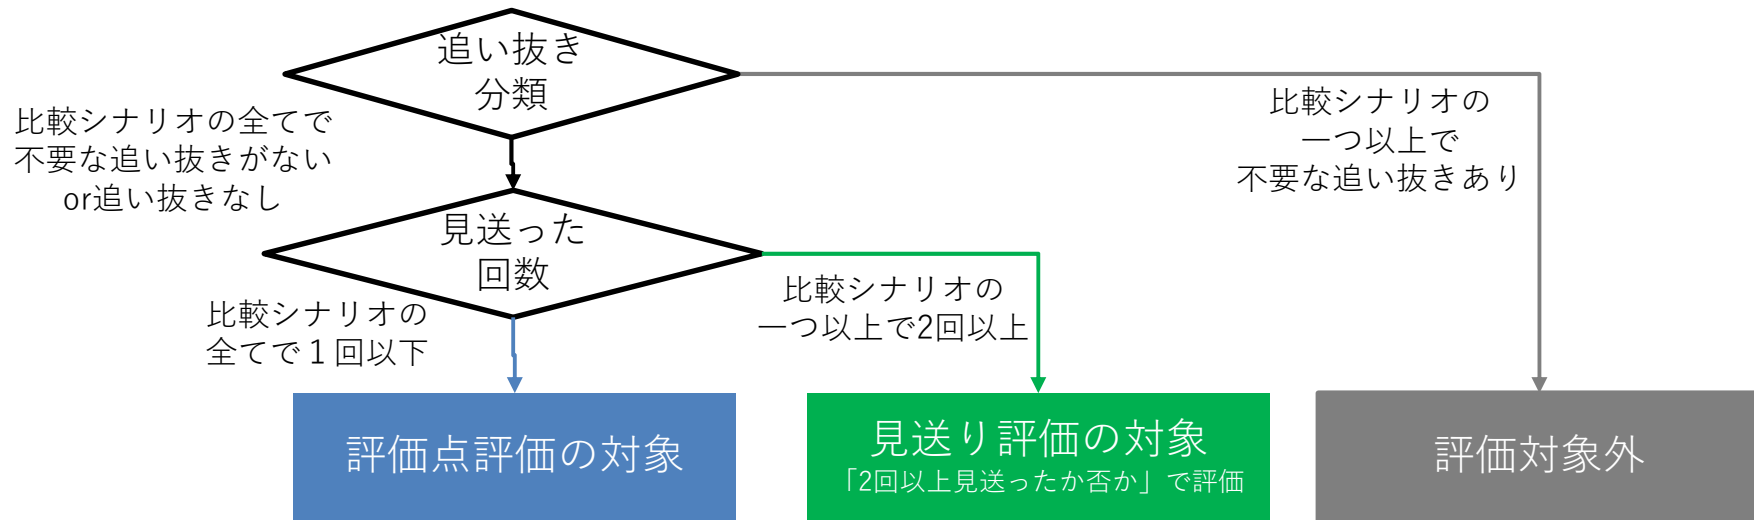 追い抜き
分類
比較シナリオの全てで
不要な追い抜きがない
or追い抜きなし
比較シナリオの
一つ以上で
不要な追い抜きあり
見送った
回数
比較シナリオの
全てで１回以下
比較シナリオの
一つ以上で2回以上
評価点評価の対象
見送り評価の対象
「2回以上見送ったか否か」で評価
評価対象外